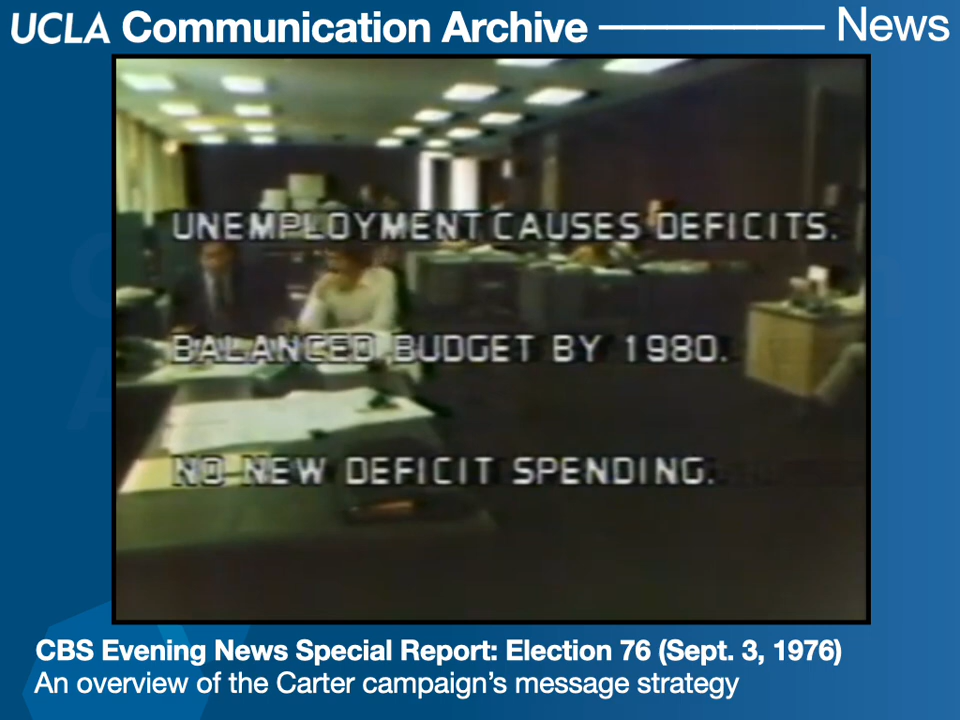 UCLA Communication Archive
News
UNEMPLOYMENT CAUSES DEFICITS.
BALANCED BUDGET BY 1980.
NO NEW DEFICIT SPENDING.
CBS Evening News Special Report: Election 76 (Sept. 3, 1976)
An overview of the Carter campaign's message strategy